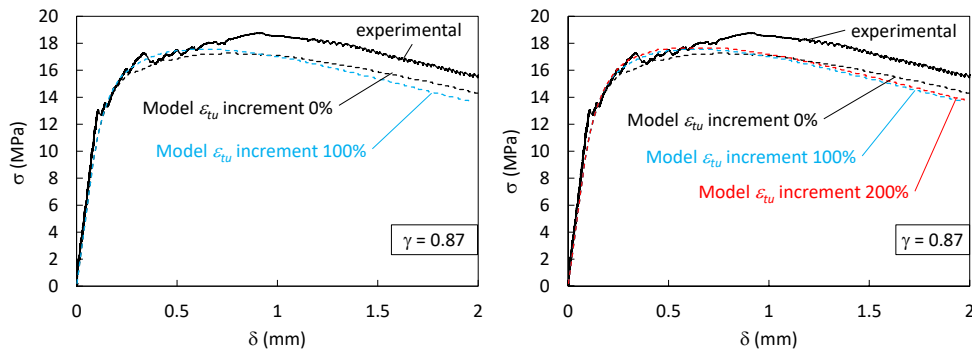 20
18
16
14
12
10
8
6
4
2
0
σ (MPa)
experimental
Model εtu increment 0%
Model εtu increment 100%
γ = 0.87
0 0.5 1 1.5 2
δ (mm)
20
18
16
14
12
10
8
6
4
2
0
σ (MPa)
experimental
Model εtu increment 0%
Model εtu increment 100%
Model εtu increment 200%
γ = 0.87
0 0.5 1 1.5 2
δ (mm)